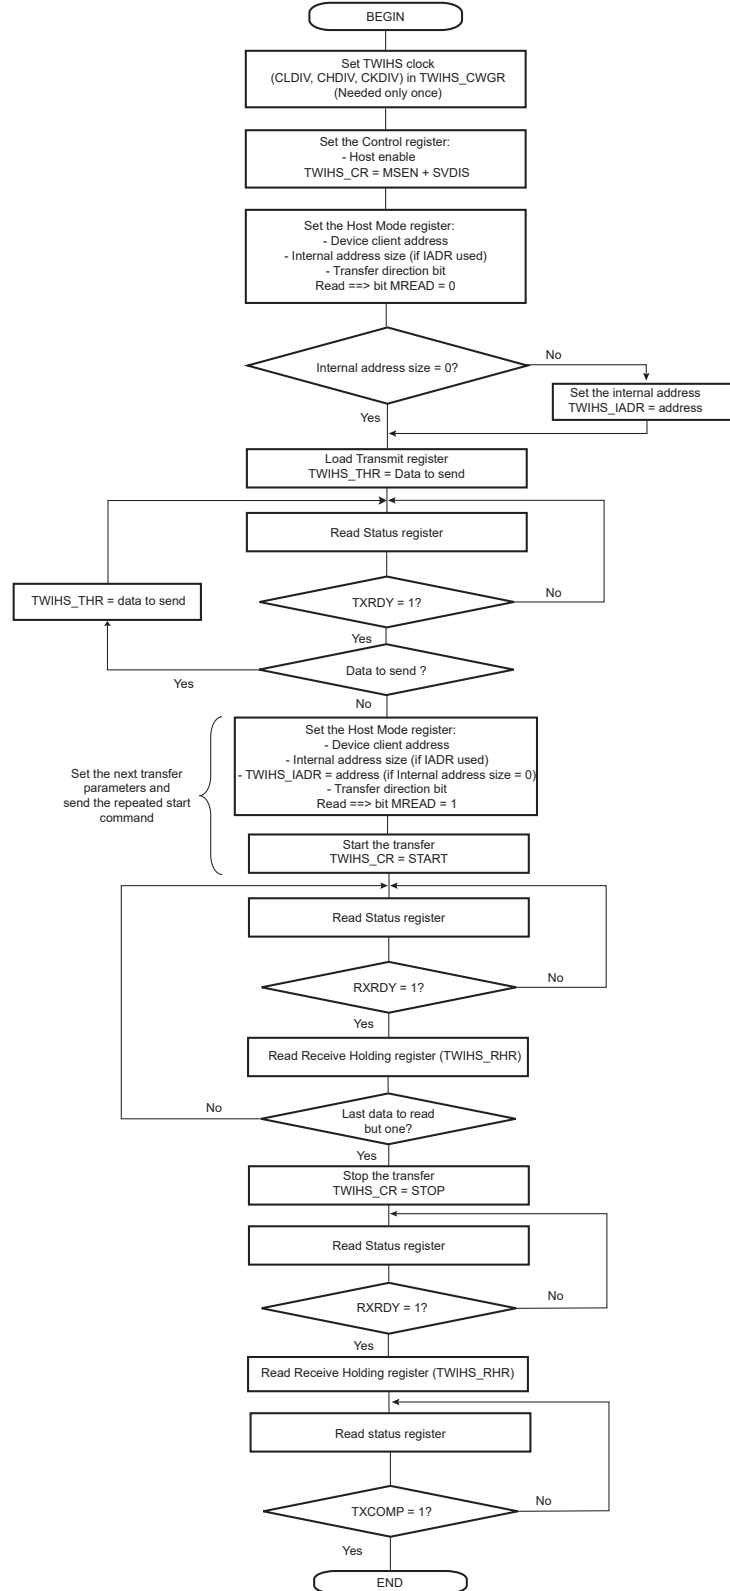 BEGIN
Set TWIHS clock
(CLDIV, CHDIV, CKDIV) in TWIHS_CWGR
(Needed only once)
Set the Control register:
- Host enable
TWIHS_CR = MSEN + SVDIS
Set the Host Mode register:
- Device client address
- Internal address size (if IADR used)
- Transfer direction bit
Read ==> bit MREAD = 0
Internal address size = 0?
No
Set the internal address
TWIHS_IADR = address
Yes
Load Transmit register
TWIHS_THR = Data to send
Read Status register
TWIHS_THR = data to send
TXRDY = 1?
No
Yes
Data to send ?
Yes
No
Set the next transfer
parameters and
send the repeated start
command
Set the Host Mode register:
- Device client address
- Internal address size (if IADR used)
- TWIHS_IADR = address (if Internal address size = 0)
- Transfer direction bit
Read ==> bit MREAD = 1
Start the transfer
TWIHS_CR = START
Read Status register
RXRDY = 1?
No
Yes
Read Receive Holding register (TWIHS_RHR)
No
Last data to read
but one?
Yes
Stop the transfer
TWIHS_CR = STOP
Read Status register
RXRDY = 1?
No
Yes
Read Receive Holding register (TWIHS_RHR)
Read status register
TXCOMP = 1?
No
Yes
END